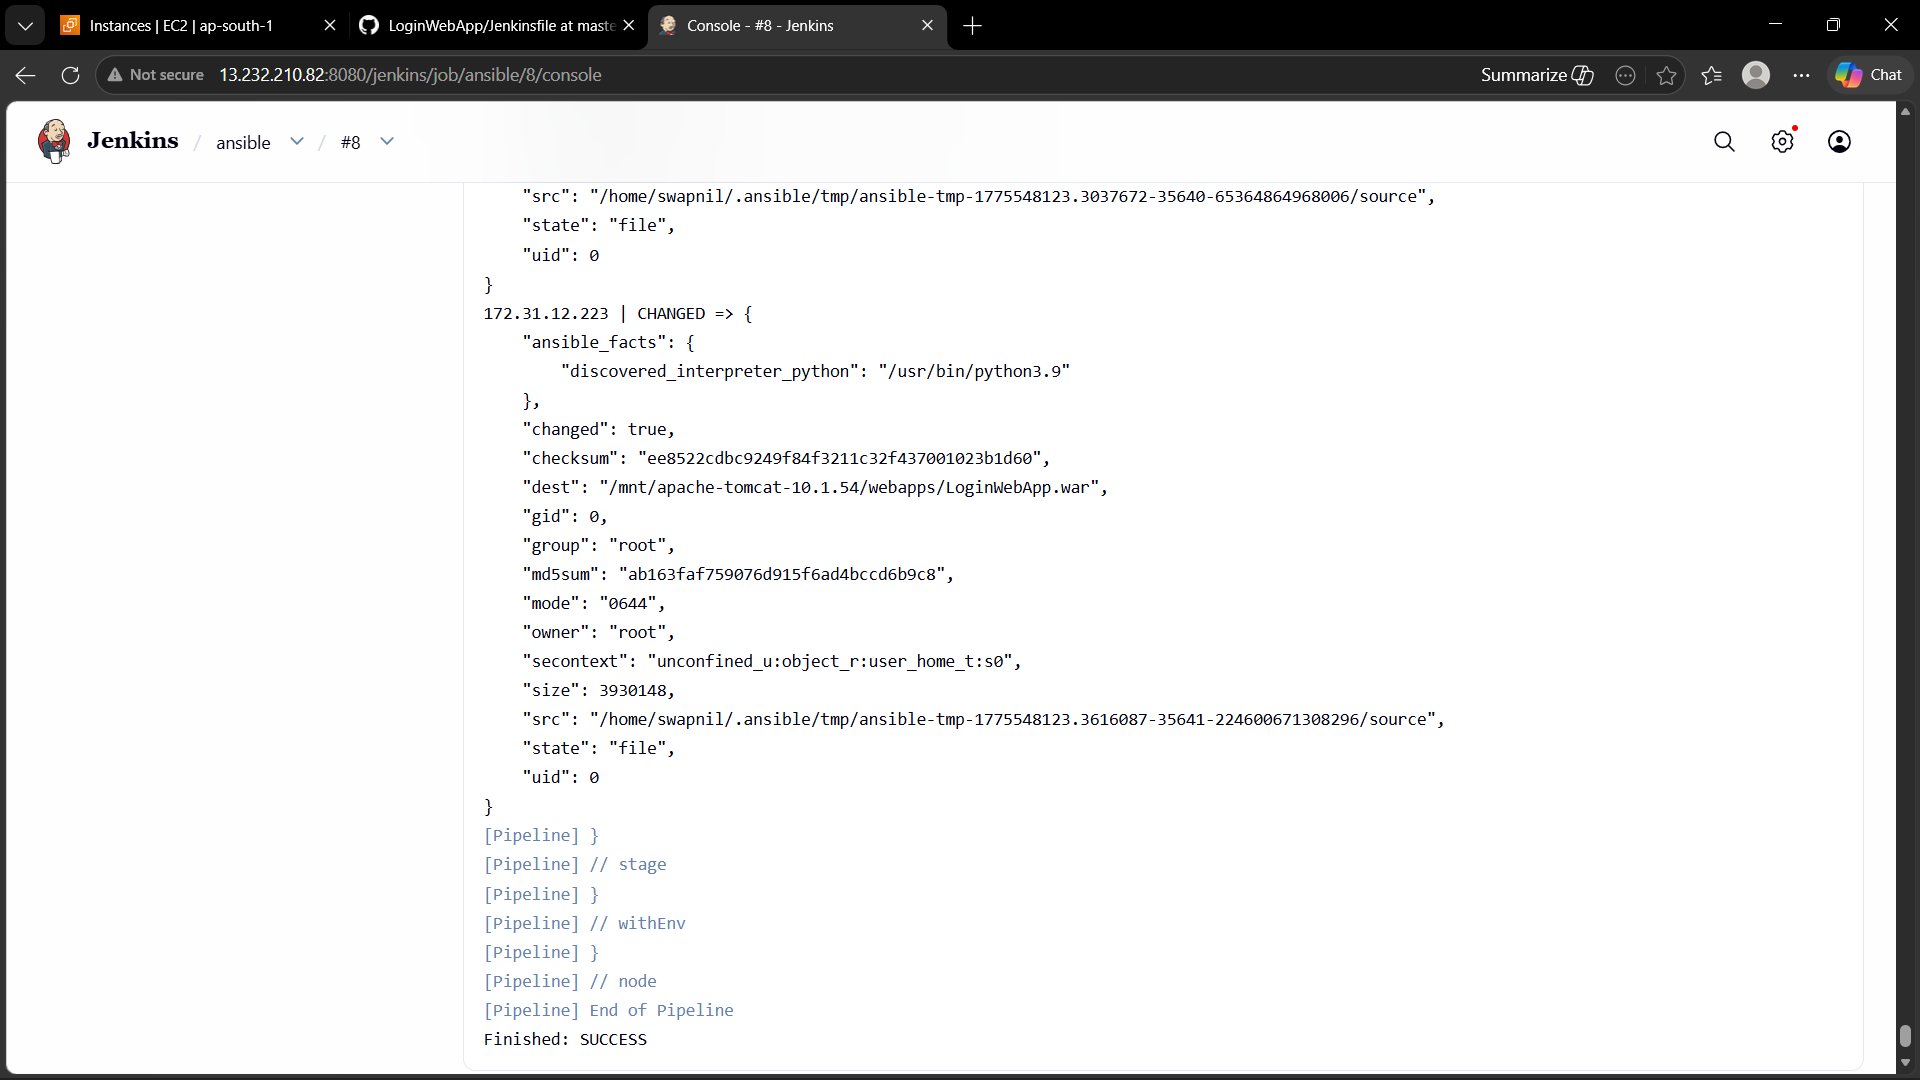 Instances | EC2 | ap-south-1
LoginWebApp/Jenkinsfile at maste
Console - #8 - Jenkins
Not secure
13.232.210.82:8080/jenkins/job/ansible/8/console
Summarize
Chat
Jenkins / ansible / #8
"src": "/home/swapnil/.ansible/tmp/ansible-tmp-1775548123.3037672-35640-65364864968006/source",
"state": "file",
"uid": 0
}
172.31.12.223 | CHANGED => {
"ansible_facts": {
"discovered_interpreter_python": "/usr/bin/python3.9"
},
"changed": true,
"checksum": "ee8522cdbc9249f84f3211c32f437001023b1d60",
"dest": "/mnt/apache-tomcat-10.1.54/webapps/LoginWebApp.war",
"gid": 0,
"group": "root",
"md5sum": "ab163faf759076d915f6ad4bccd6b9c8",
"mode": "0644",
"owner": "root",
"secontext": "unconfined_u:object_r:user_home_t:s0",
"size": 3930148,
"src": "/home/swapnil/.ansible/tmp/ansible-tmp-1775548123.3616087-35641-224600671308296/source",
"state": "file",
"uid": 0
}
[Pipeline] }
[Pipeline] // stage
[Pipeline] }
[Pipeline] // withEnv
[Pipeline] }
[Pipeline] // node
[Pipeline] End of Pipeline
Finished: SUCCESS